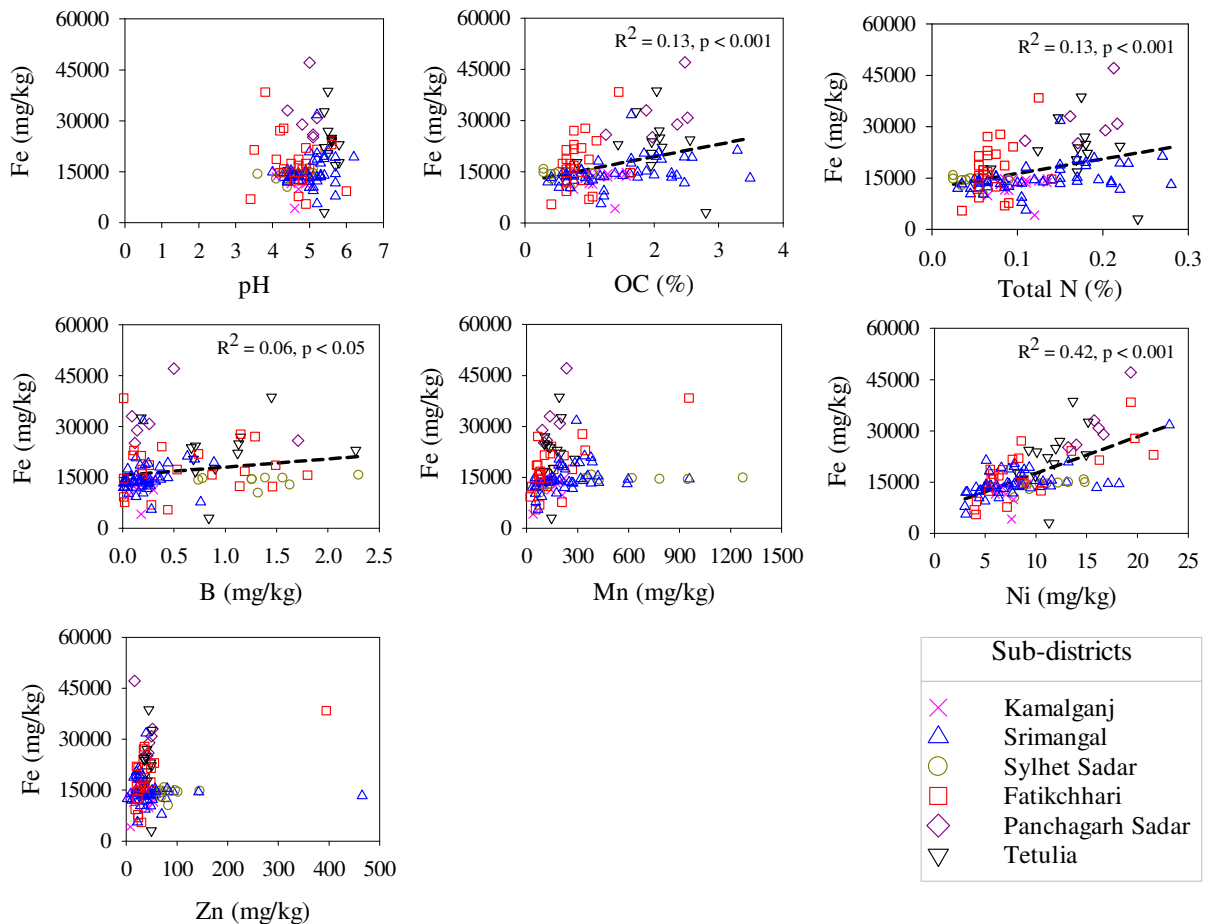 60000
45000
30000
15000
0
Fe (mg/kg)
0 1 2 3 4 5 6 7
pH
60000
45000
30000
15000
0
Fe (mg/kg)
R² = 0.13, p < 0.001
0 1 2 3 4
OC (%)
60000
45000
30000
15000
0
Fe (mg/kg)
R² = 0.13, p < 0.001
0.0 0.1 0.2 0.3
Total N (%)
60000
45000
30000
15000
0
Fe (mg/kg)
R² = 0.06, p < 0.05
0.0 0.5 1.0 1.5 2.0 2.5
B (mg/kg)
60000
45000
30000
15000
0
Fe (mg/kg)
0 300 600 900 1200 1500
Mn (mg/kg)
60000
45000
30000
15000
0
Fe (mg/kg)
R² = 0.42, p < 0.001
0 5 10 15 20 25
Ni (mg/kg)
60000
45000
30000
15000
0
Fe (mg/kg)
0 100 200 300 400 500
Zn (mg/kg)
Sub-districts
Kamalganj
Srimangal
Sylhet Sadar
Fatikchhari
Panchagarh Sadar
Tetulia